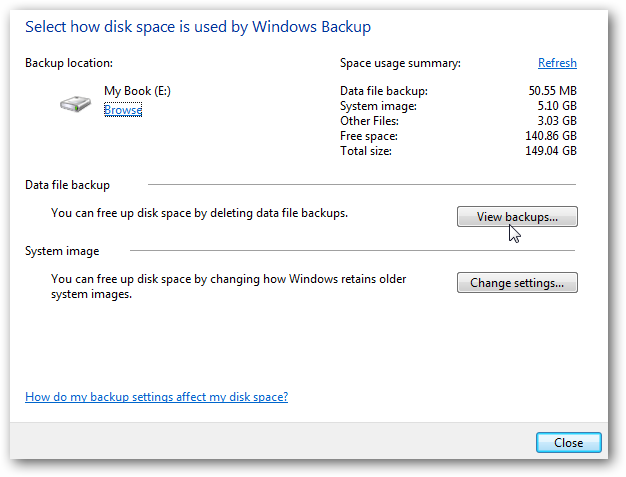 Select how disk space is used by Windows Backup
Backup location:
My Book (E:)
Browse
Space usage summary: Refresh
Data file backup: 50.55 MB
System image: 5.10 GB
Other Files: 3.03 GB
Free space: 140.86 GB
Total size: 149.04 GB
Data file backup
You can free up disk space by deleting data file backups.
View backups...
System image
You can free up disk space by changing how Windows retains older
system images.
Change settings...
How do my backup settings affect my disk space?
Close